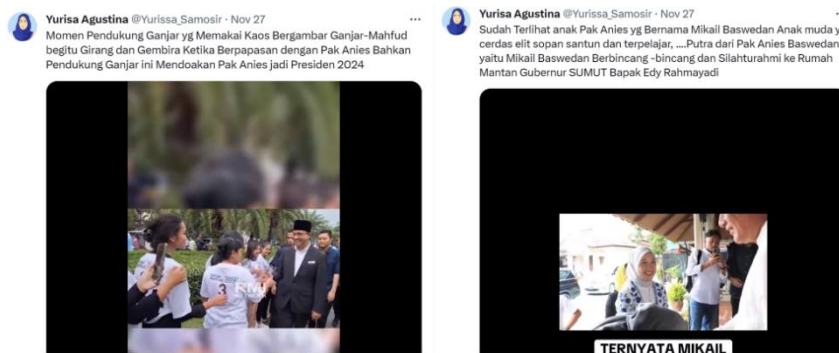 Yurisa Agustina @Yurissa_Samosir · Nov 27
Momen Pendukung Ganjar yg Memakai Kaos Bergambar Ganjar-Mahfud
begitu Girang dan Gembira Ketika Berpapasan dengan Pak Anies Bahkan
Pendukung Ganjar ini Mendoakan Pak Anies jadi Presiden 2024
3
Yurisa Agustina @Yurissa_Samosir · Nov 27
Sudah Terlihat anak Pak Anies yg Bernama Mikail Baswedan Anak muda y
cerdas elit sopan santun dan terpelajar, ....Putra dari Pak Anies Baswedan
yaitu Mikail Baswedan Berbincang -bincang dan Silahturahmi ke Rumah
Mantan Gubernur SUMUT Bapak Edy Rahmayadi
TERNYATA MIKAIL